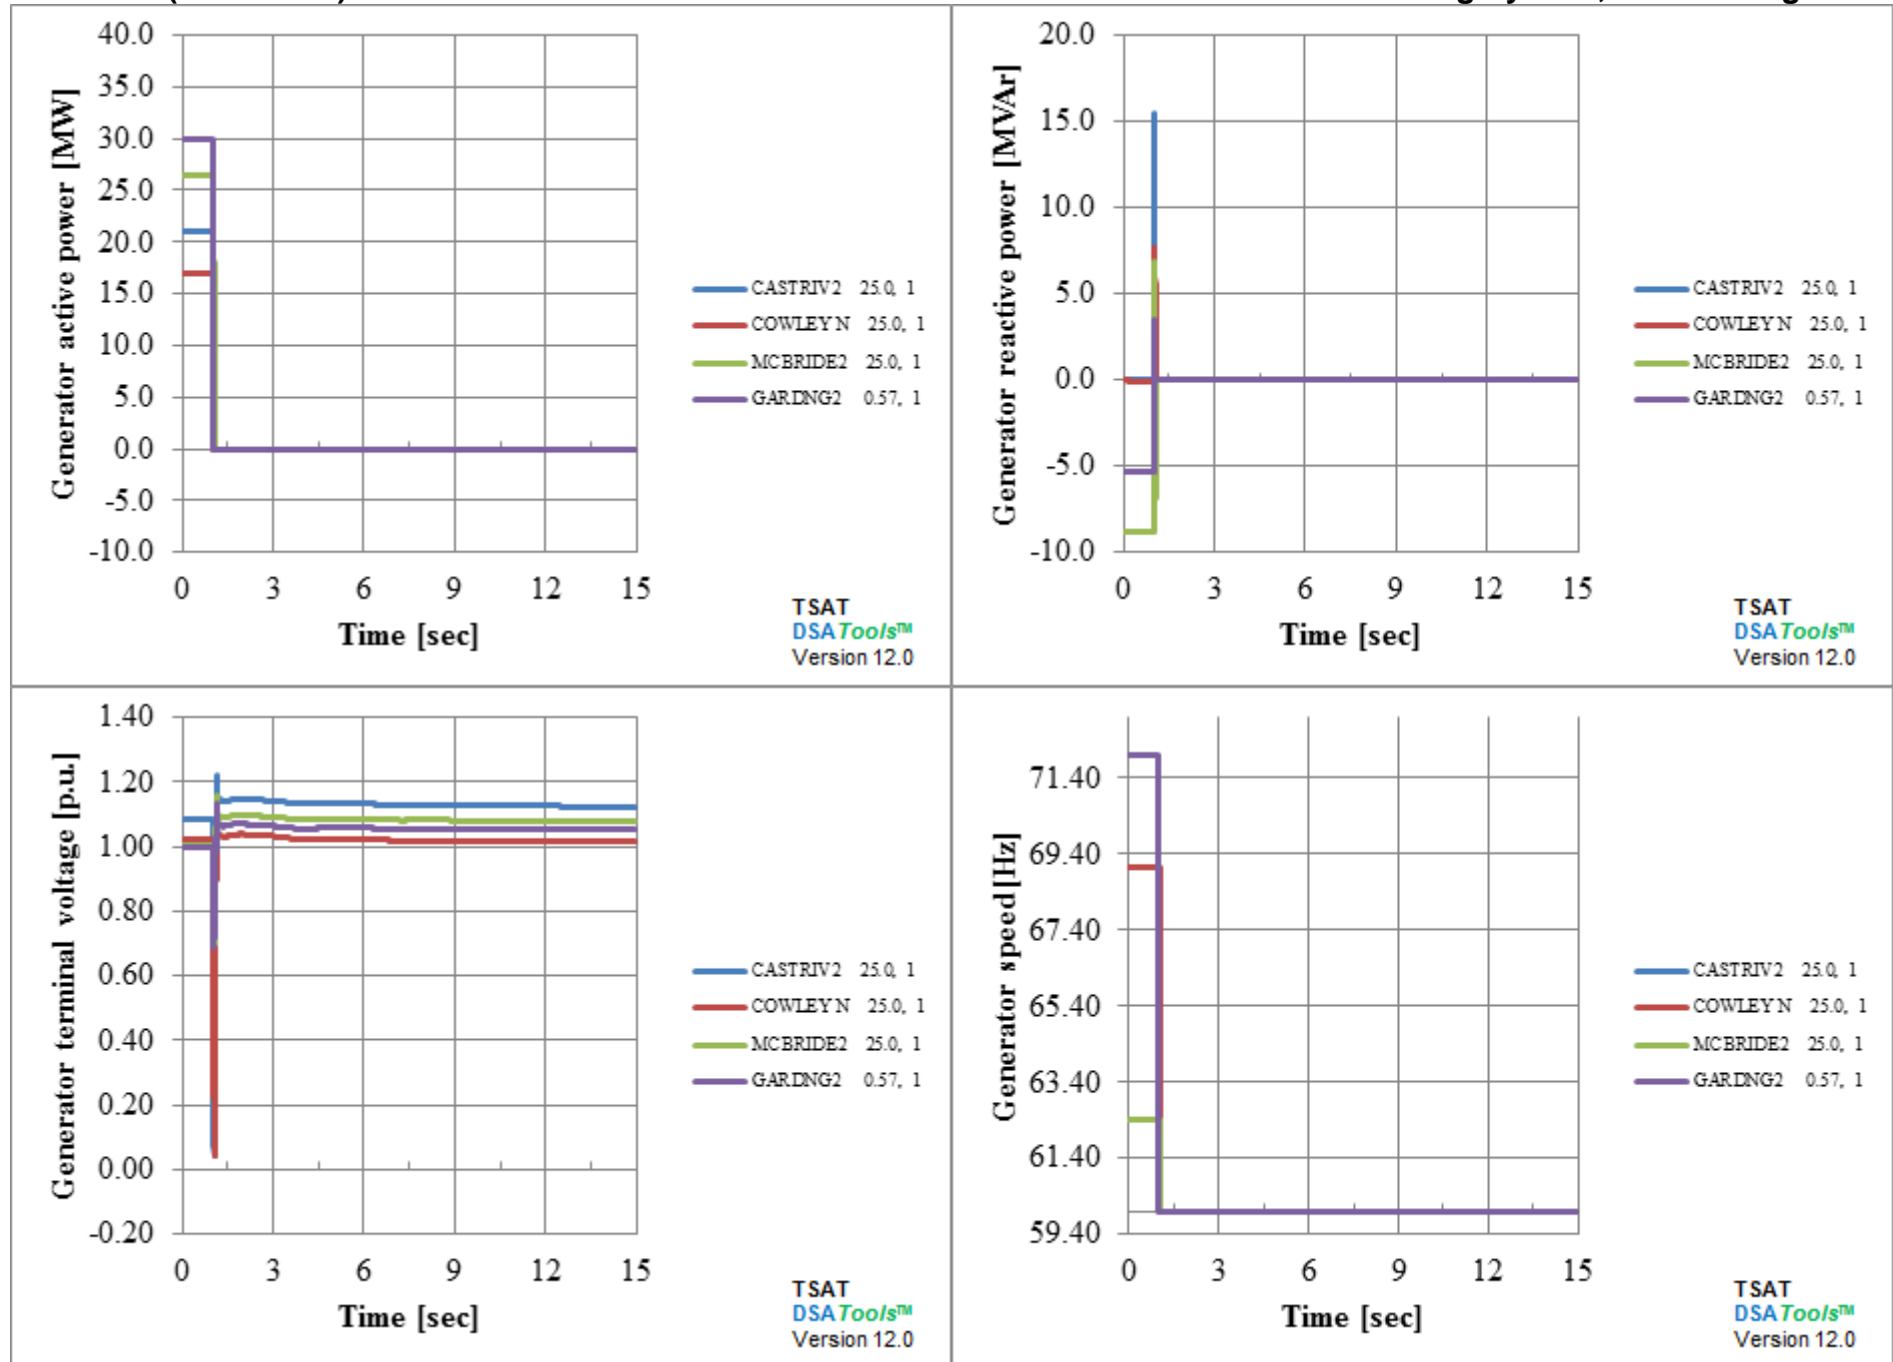 40.0
35.0
30.0
25.0
20.0
15.0
10.0
5.0
0.0
-5.0
-10.0
Generator active power [MW]
0 3 6 9 12 15
Time [sec]
CASTRIV2 25.0, 1
COWLEY N 25.0, 1
MCBRIDE2 25.0, 1
GARDNG2 0.57, 1
TSAT
DSATools™
Version 12.0
20.0
15.0
10.0
5.0
0.0
-5.0
-10.0
Generator reactive power [MVAr]
0 3 6 9 12 15
Time [sec]
CASTRIV2 25.0, 1
COWLEY N 25.0, 1
MCBRIDE2 25.0, 1
GARDNG2 0.57, 1
TSAT
DSATools™
Version 12.0
1.40
1.20
1.00
0.80
0.60
0.40
0.20
0.00
-0.20
Generator terminal voltage [p.u.]
0 3 6 9 12 15
Time [sec]
CASTRIV2 25.0, 1
COWLEY N 25.0, 1
MCBRIDE2 25.0, 1
GARDNG2 0.57, 1
TSAT
DSATools™
Version 12.0
71.40
69.40
67.40
65.40
63.40
61.40
59.40
Generator speed[Hz]
0 3 6 9 12 15
Time [sec]
CASTRIV2 25.0, 1
COWLEY N 25.0, 1
MCBRIDE2 25.0, 1
GARDNG2 0.57, 1
TSAT
DSATools™
Version 12.0